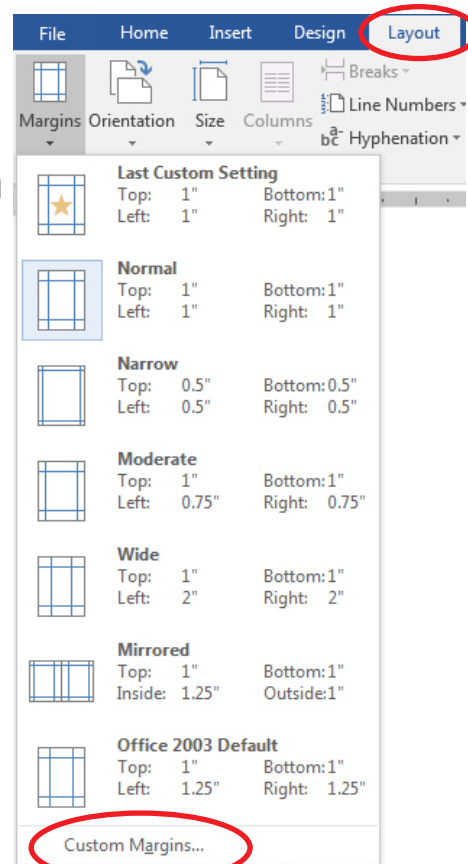 File Home Insert Design Layout
Breaks
Line Numbers
Hyphenation
Margins Orientation Size Columns
Last Custom Setting
Top: 1" Bottom: 1"
Left: 1" Right: 1"
Normal
Top: 1" Bottom: 1"
Left: 1" Right: 1"
Narrow
Top: 0.5" Bottom: 0.5"
Left: 0.5" Right: 0.5"
Moderate
Top: 1" Bottom: 1"
Left: 0.75" Right: 0.75"
Wide
Top: 1" Bottom: 1"
Left: 2" Right: 2"
Mirrored
Top: 1" Bottom: 1"
Inside: 1.25" Outside: 1"
Office 2003 Default
Top: 1" Bottom: 1"
Left: 1.25" Right: 1.25"
Custom Margins...